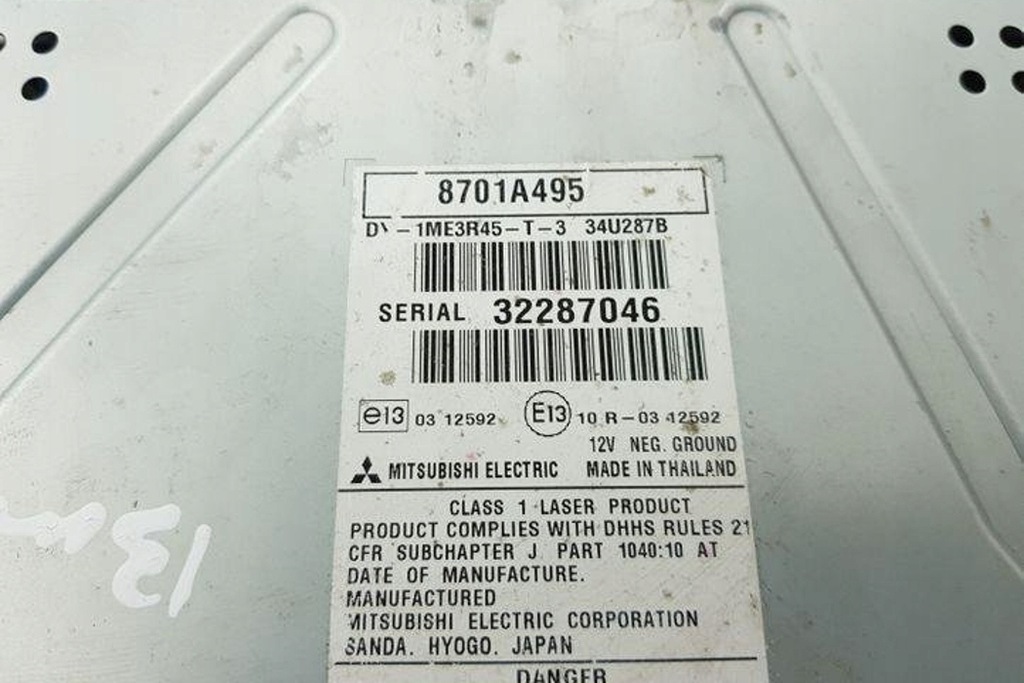 8701A495
DV-1ME3R45-T-3 34U287B
SERIAL 32287046
e13 03 12592 E13 10 R-03 12592
12V NEG. GROUND
MITSUBISHI ELECTRIC MADE IN THAILAND
CLASS 1 LASER PRODUCT
PRODUCT COMPLIES WITH DHHS RULES 21
CFR SUBCHAPTER J. PART 1040:10 AT
DATE OF MANUFACTURE.
MANUFACTURED
MITSUBISHI ELECTRIC CORPORATION
SANDA. HYOGO. JAPAN
DANGER